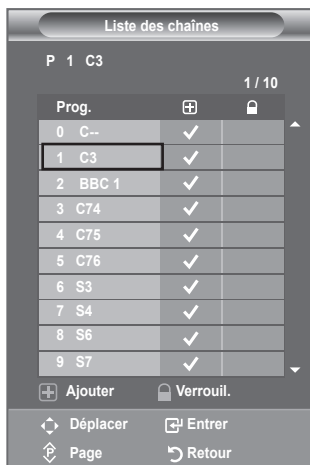 Liste des chaînes
P 1 C3
1 / 10
Prog.
0 C--
1 C3
2 BBC 1
3 C74
4 C75
5 C76
6 S3
7 S4
8 S6
9 S7
Ajouter Verrouil.
Déplacer Entrer
Page Retour